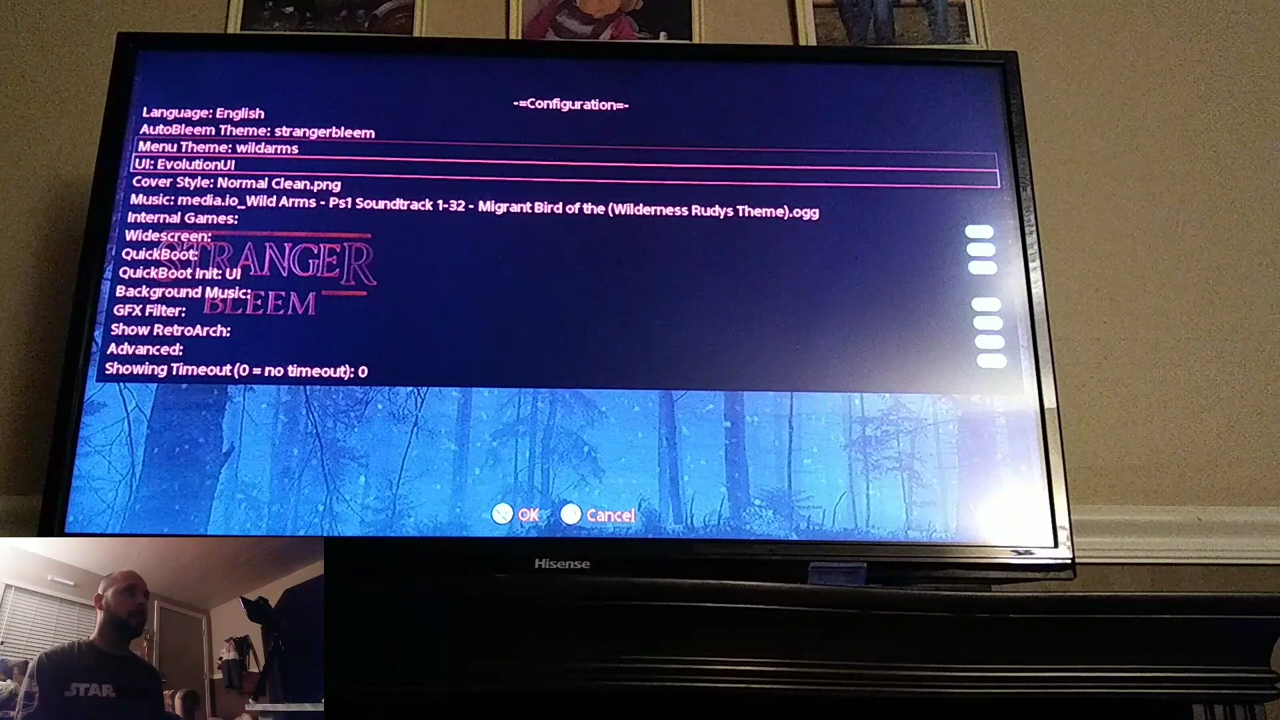 -=Configuration=-
Language: English
AutoBleem Theme: strangerbleem
Menu Theme: wildarms
UI: EvolutionUI
Cover Style: Normal Clean.png
Music: media.io_Wild Arms - Ps1 Soundtrack 1-32 - Migrant Bird of the (Wilderness Rudys Theme).ogg
Internal Games:
Widescreen:
QuickBoot:
QuickBoot Init: UI
Background Music:
GFX Filter:
Show RetroArch:
Advanced:
Showing Timeout (0 = no timeout): 0
STRANGER
BLEEM
OK Cancel
Hisense
STAR